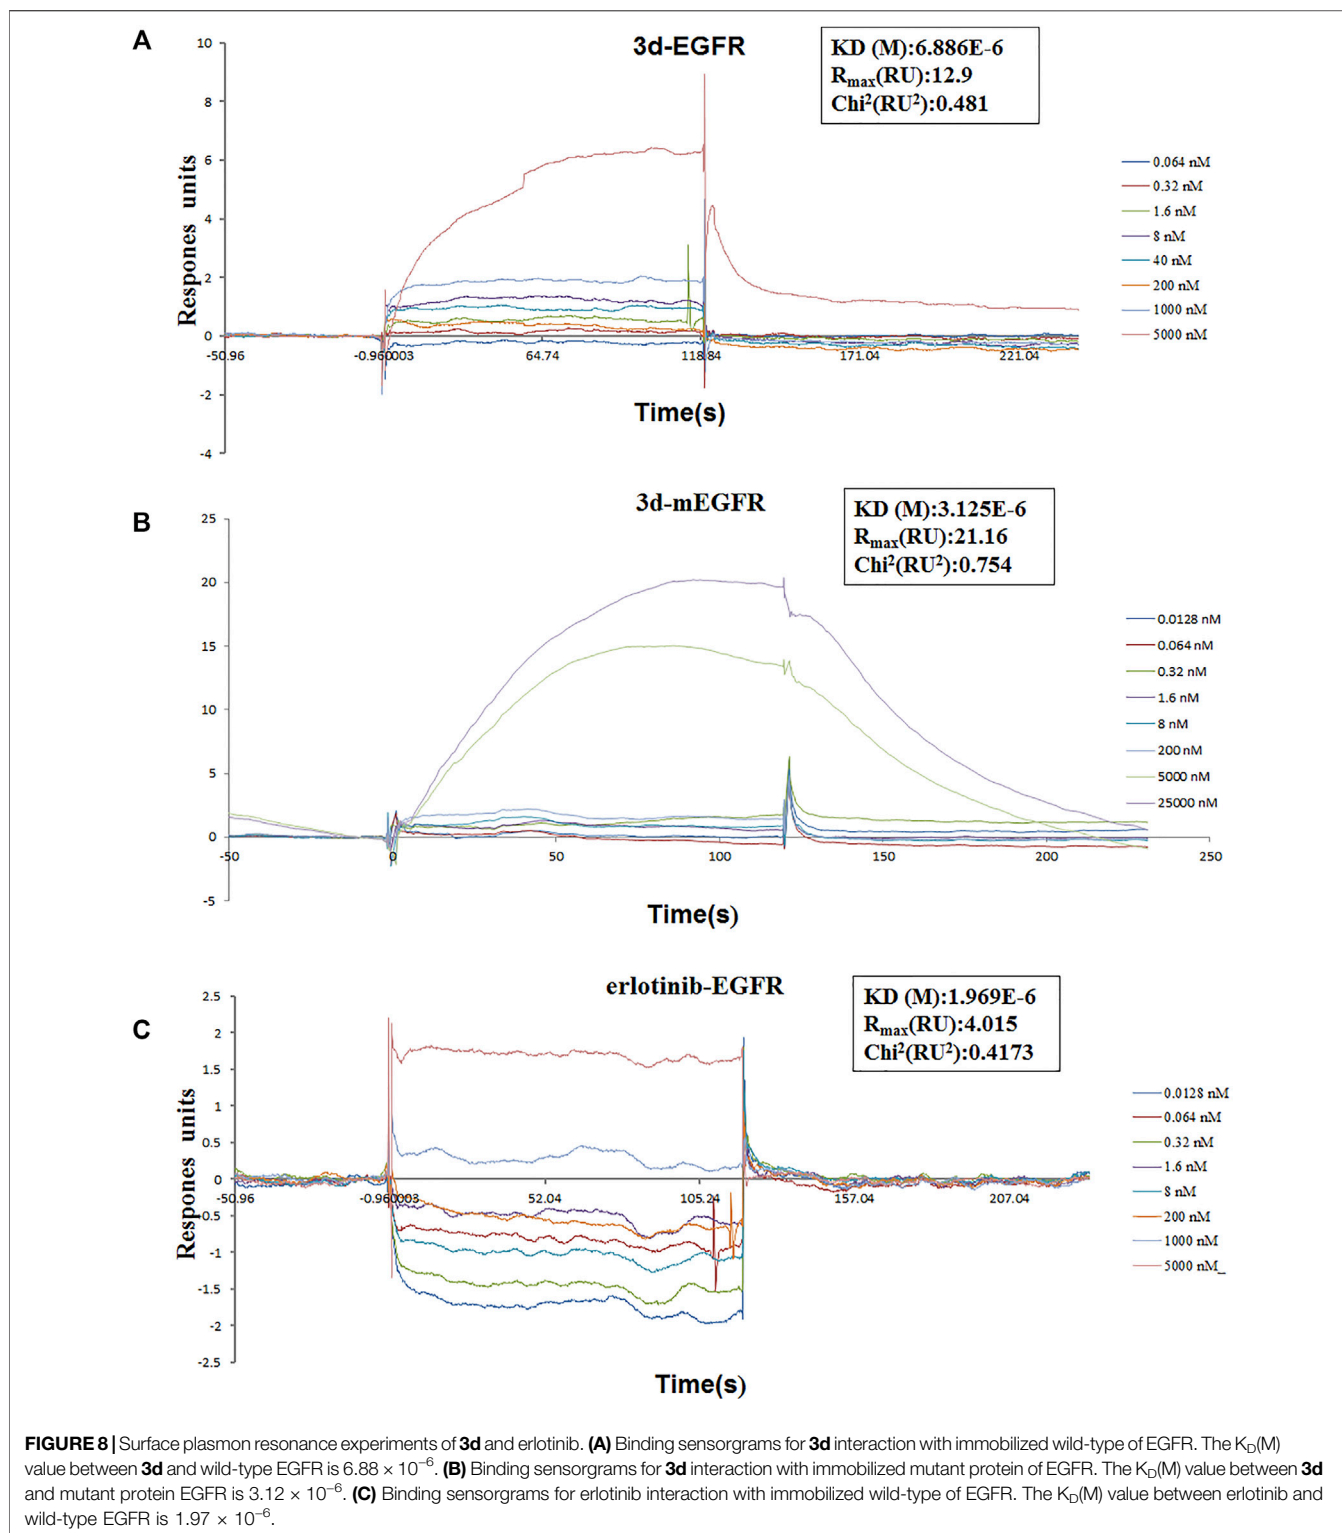 A
3d-EGFR
KD (M):6.886E-6
Rmax(RU):12.9
Chi²(RU²):0.481
10
8
6
4
2
0
-2
-4
Respones units
-50.96
-0.960003
64.74
118.84
171.04
221.04
Time(s)
0.064 nM
0.32 nM
1.6 nM
8 nM
40 nM
200 nM
1000 nM
5000 nM
B
3d-mEGFR
KD (M):3.125E-6
Rmax(RU):21.16
Chi²(RU²):0.754
25
20
15
10
5
0
-5
-50
0
50
100
150
200
250
Time(s)
0.0128 nM
0.064 nM
0.32 nM
1.6 nM
8 nM
200 nM
5000 nM
25000 nM
C
erlotinib-EGFR
KD (M):1.969E-6
Rmax(RU):4.015
Chi²(RU²):0.4173
2.5
2
1.5
1
0.5
0
-0.5
-1
-1.5
-2
-2.5
Respones units
-50.96
-0.960003
52.04
105.24
157.04
207.04
Time(s)
0.0128 nM
0.064 nM
0.32 nM
1.6 nM
8 nM
200 nM
1000 nM
5000 nM_
FIGURE 8 | Surface plasmon resonance experiments of 3d and erlotinib. (A) Binding sensorgrams for 3d interaction with immobilized wild-type of EGFR. The KD(M)
value between 3d and wild-type EGFR is 6.88 × 10⁻⁶. (B) Binding sensorgrams for 3d interaction with immobilized mutant protein of EGFR. The KD(M) value between 3d
and mutant protein EGFR is 3.12 × 10⁻⁶. (C) Binding sensorgrams for erlotinib interaction with immobilized wild-type of EGFR. The KD(M) value between erlotinib and
wild-type EGFR is 1.97 × 10⁻⁶.